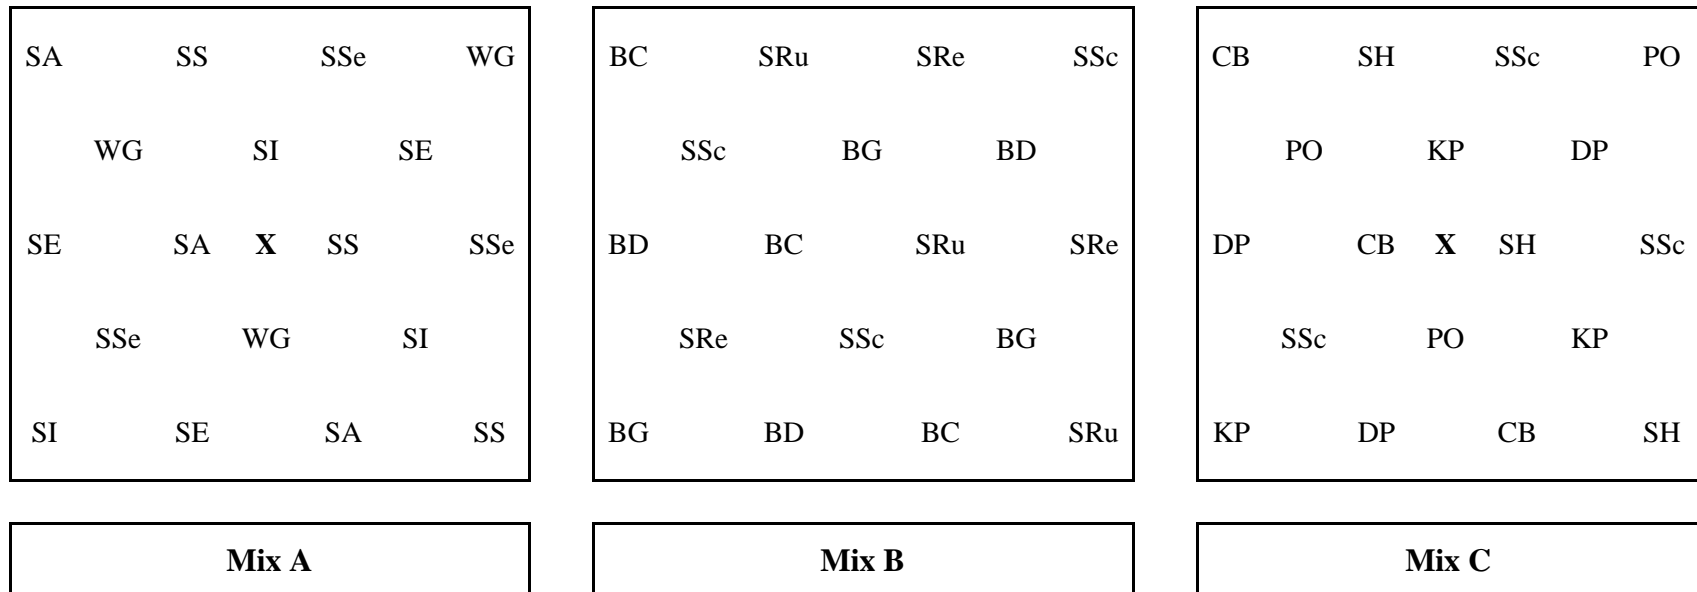 SA SS SSe WG
WG SI SE
SE SA X SS SSe
SSe WG SI
SI SE SA SS
Mix A
BC SRu SRe SSc
SSc BG BD
BD BC SRu SRe
SRe SSc BG
BG BD BC SRu
Mix B
CB SH SSc PO
PO KP DP
DP CB X SH SSc
SSc PO KP
KP DP CB SH
Mix C